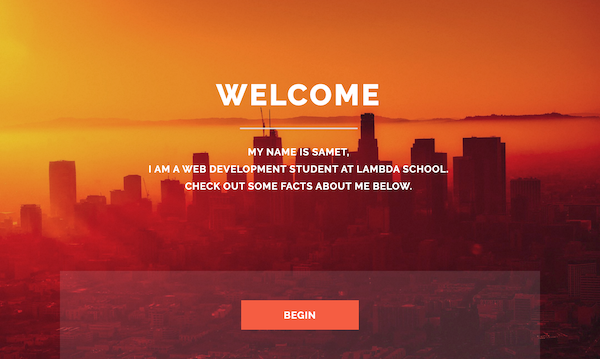 WELCOME
MY NAME IS SAMET,
I AM A WEB DEVELOPMENT STUDENT AT LAMBDA SCHOOL.
CHECK OUT SOME FACTS ABOUT ME BELOW.
BEGIN